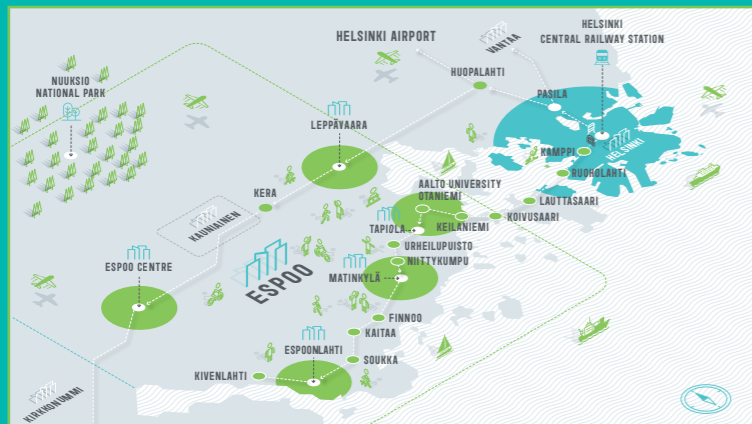 HELSINKI
CENTRAL RAILWAY STATION
HELSINKI AIRPORT
VANTAA
NUUKSIO
NATIONAL PARK
HUOPALAHTI
PASILA
LEPPÄVAARA
HELSINKI
KAMPPI
RUOHOLAHTI
AALTO UNIVERSITY
OTANIEMI
LAUTTASAARI
KERA
KAUNIAINEN
KEILANIEMI
KOIVUSAARI
TAPIOLA
URHEILUPUISTO
NIITTYKUMPU
ESPOO CENTRE
ESPOO
MATINKYLÄ
FINNOO
KAITAA
ESPOONLAHTI
SOUKKA
KIVENLAHTI
KIRKKONUMMI